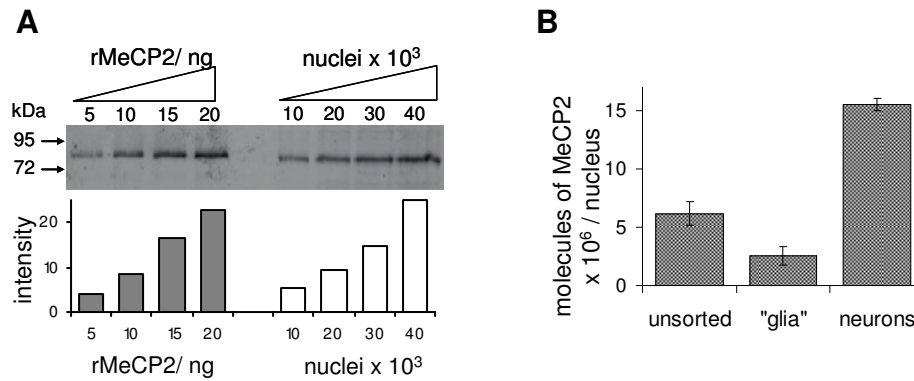 A
rMeCP2/ ng
nuclei x 10³
kDa
5 10 15 20
10 20 30 40
95
72
intensity
20
10
0
5 10 15 20
10 20 30 40
rMeCP2/ ng
nuclei x 10³
B
molecules of MeCP2
x 10⁶ / nucleus
15
10
5
0
unsorted "glia" neurons